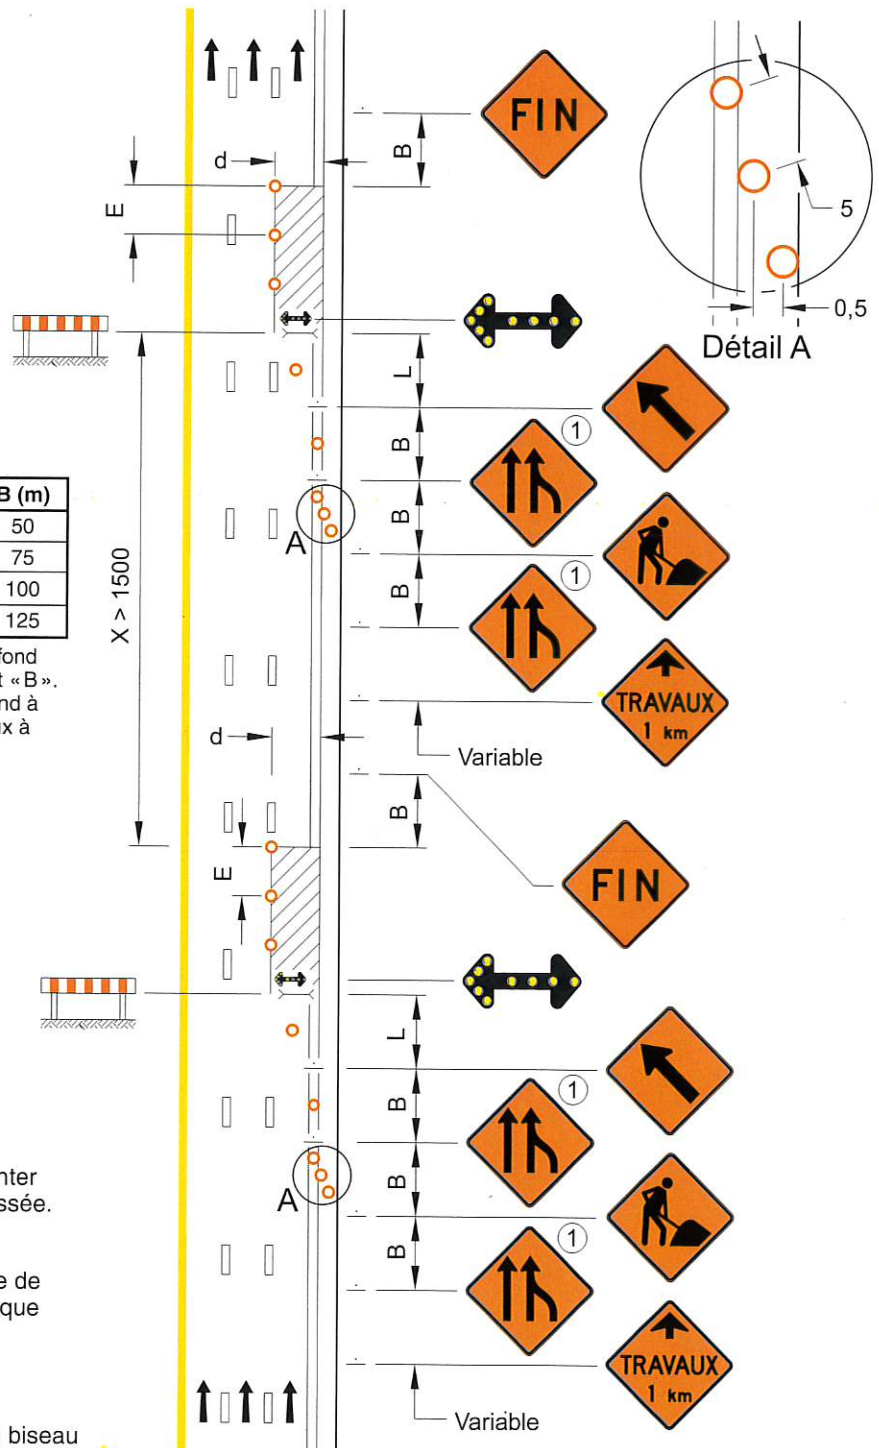 FIN
B
d
E
5
0,5
Détail A
L
B
1
B (m)
50
75
100
125
B
A
X > 1500
B
1
fond
t «B».
nd à
x à
TRAVAUX
1 km
d
Variable
B
E
FIN
L
B
1
nter
ssée.
A
B
B
1
e de
que
TRAVAUX
1 km
Variable
biseau